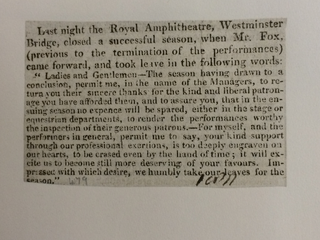 Last night the Royal Amphitheatre, Westminster
Bridge, closed a successful season, when Mr. Fox,
(previous to the termination of the performances)
came forward, and took leave in the following words:
"Ladies and Gentlemen—The season having drawn to a
conclusion, permit me, in the name of the Managers, to re-
turn you their sincere thanks for the kind and liberal patron-
age you have afforded them, and to assure you, that in the en-
suing season no expence will be spared, either in the stage or
equestrian departments, to render the performances worthy
the inspection of their generous patrons.—For myself, and the
performers in general, permit me to say, your kind support
through our professional exertions, is too deeply engraven on
our hearts, to be erased even by the hand of time; it will ex-
cite us to become still more deserving of your favours. Im-
pressed with which desire, we humbly take our leaves for the
season."